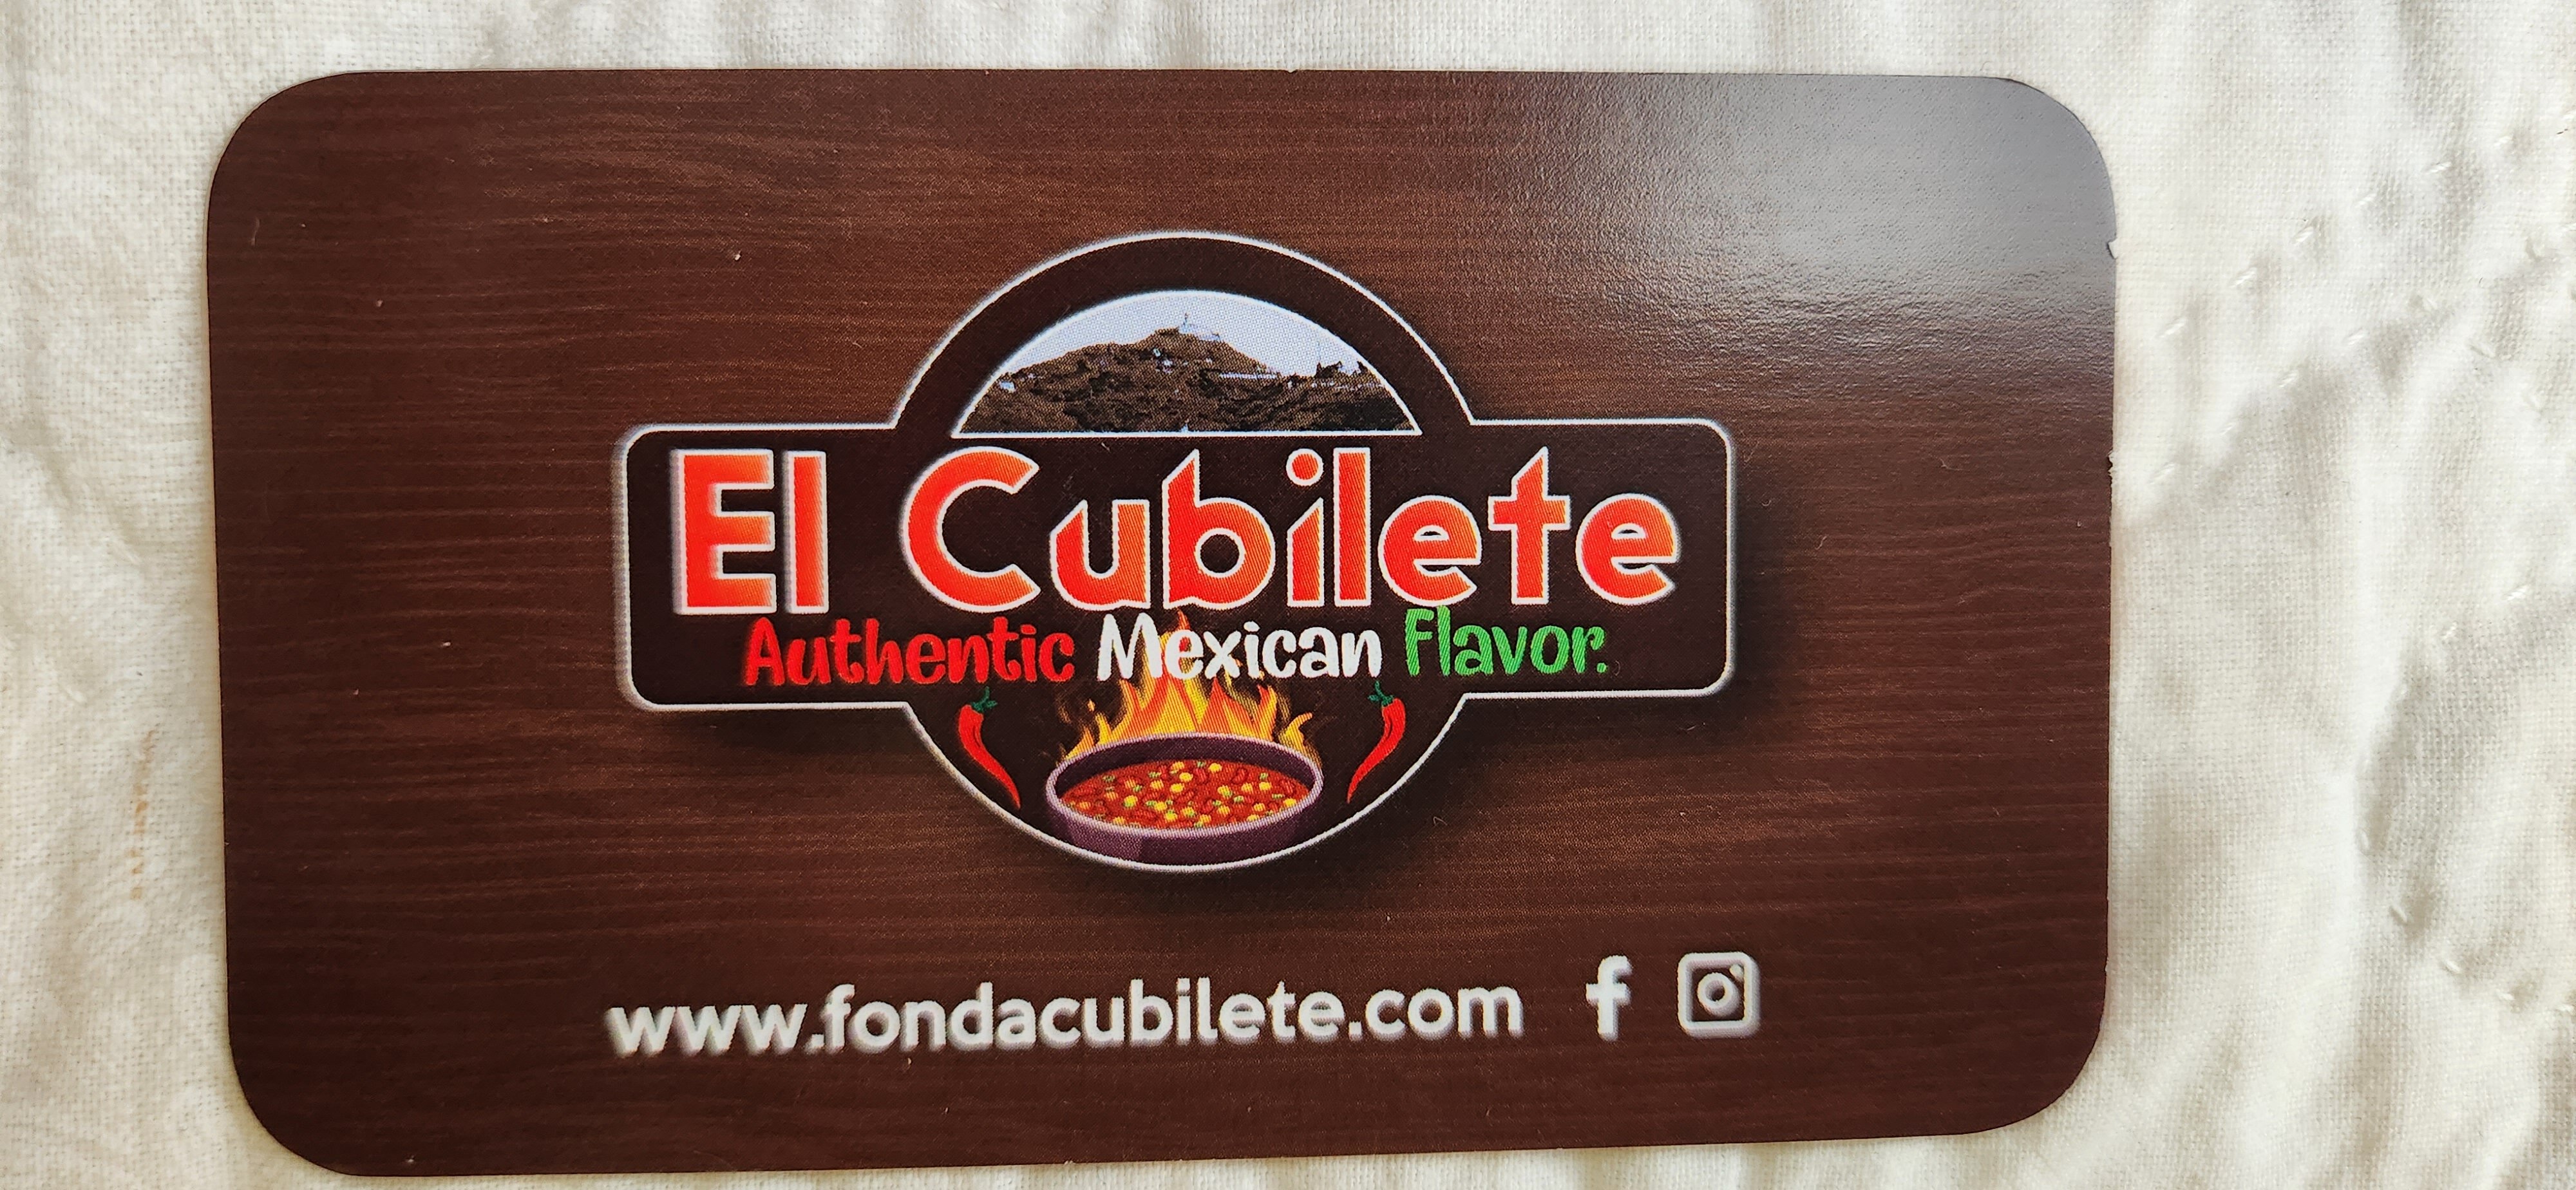 El Cubilete
Authentic Mexican Flavor.
www.fondacubilete.com